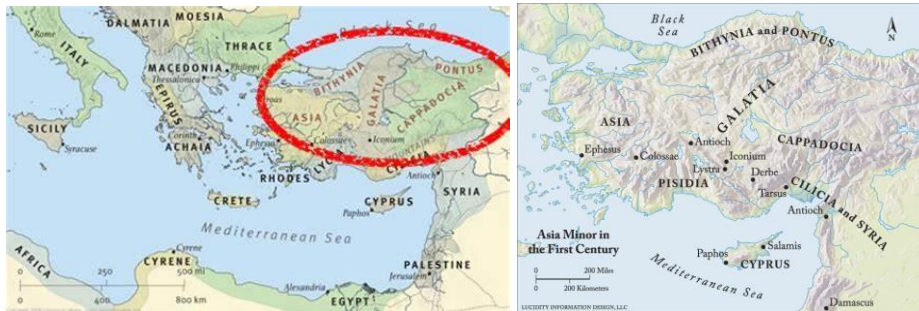 DALMATIA
MOESIA
Black Sea
Rome
ITALY
THRACE
MACEDONIA
Philippi
Thessalonica
EPIRUS
BITHYNIA
PONTUS
GALATIA
CAPPADOCIA
ASIA
Colossae
Iconium
Ephesus
MOUNTAINS
SICILY
Syracuse
Corinth
ACHAIA
CILICIA
Antioch
RHODES
CRETE
CYPRUS
Paphos
SYRIA
Mediterranean Sea
Cyrene
CYRENE
AFRICA
0 250 500 mi
0 400 800 km
Alexandria
EGYPT
PALESTINE
Jerusalem
Black
Sea
N
BITHYNIA and PONTUS
GALATIA
ASIA
CAPPADOCIA
Antioch
Ephesus
Colossae
Iconium
Lystra
Derbe
PISIDIA
Tarsus
CILICIA and SYRIA
Antioch
Asia Minor in
the First Century
Salamis
Paphos
CYPRUS
0 200 Miles
0 200 Kilometers
Mediterranean Sea
Damascus
LUCIDITY INFORMATION DESIGN, LLC